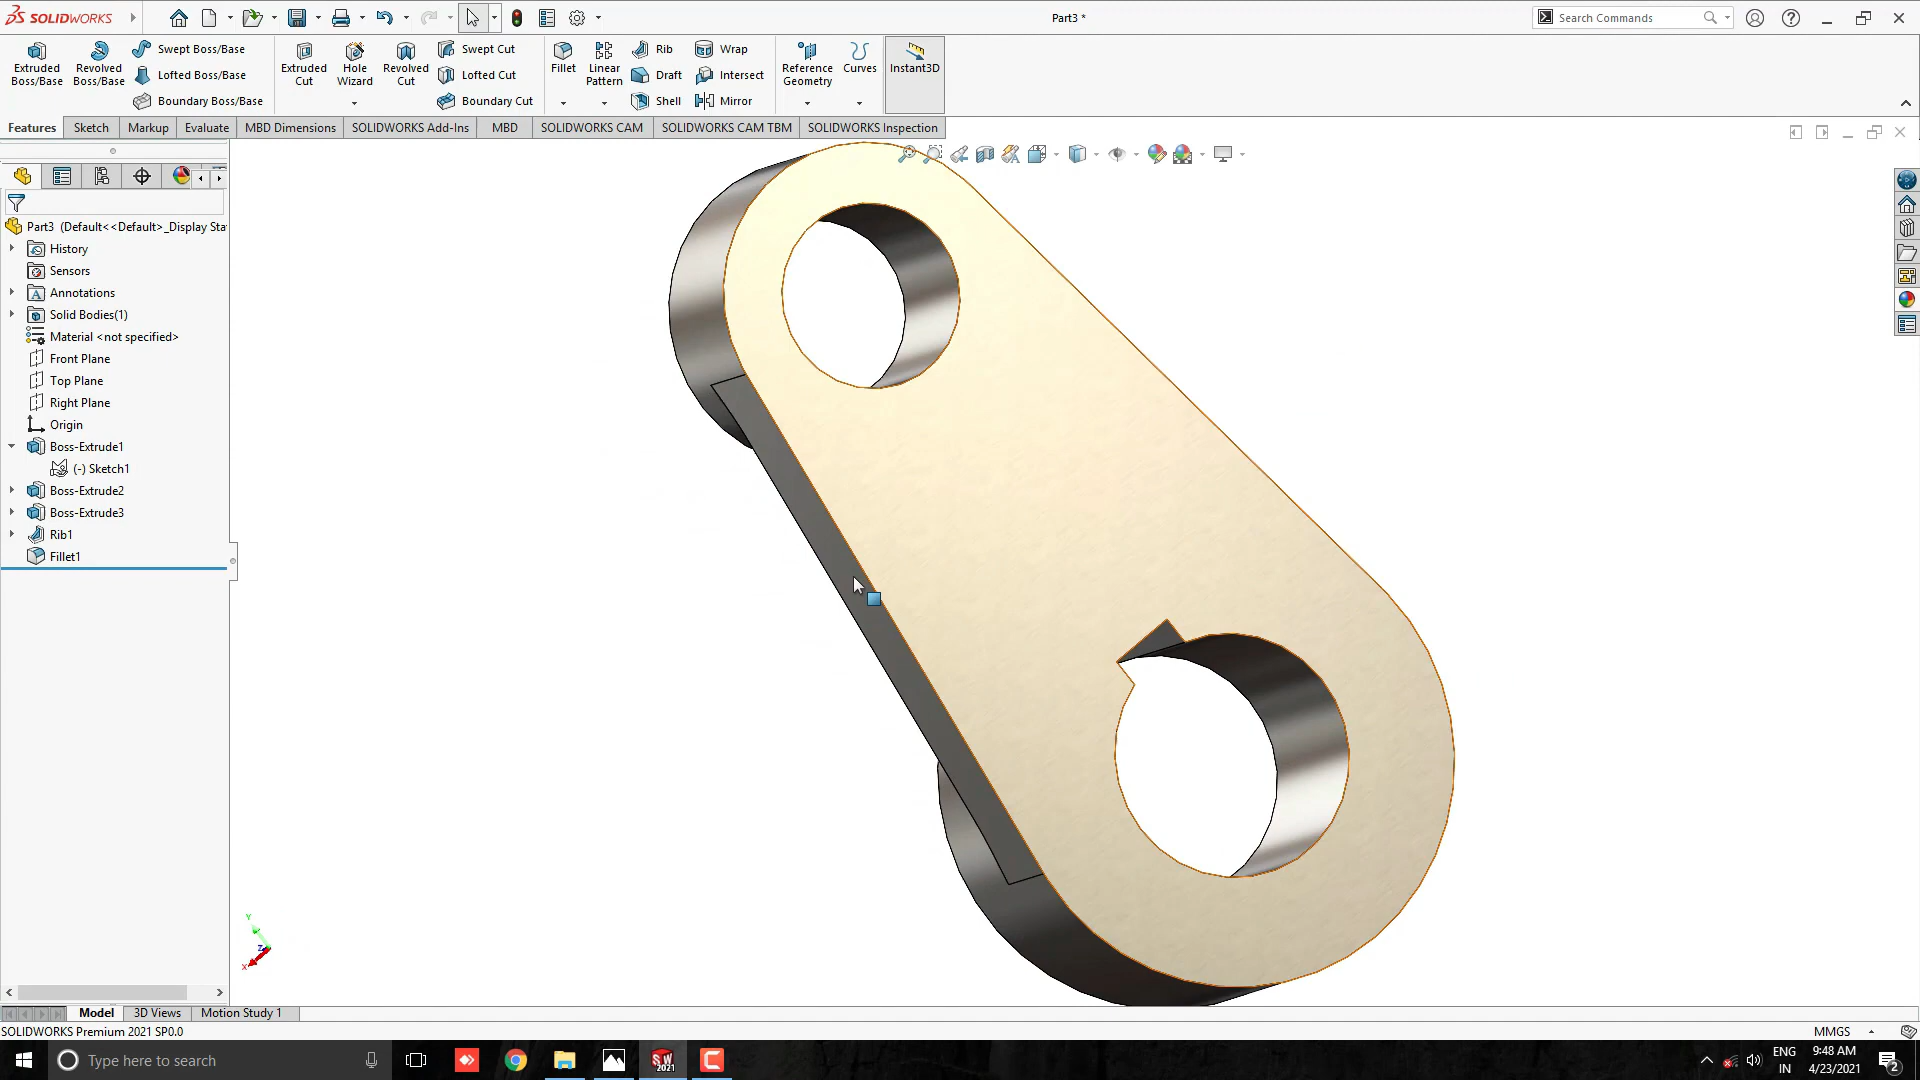 SOLIDWORKS
Part3 *
Search Commands
Extruded Boss/Base
Revolved Boss/Base
Swept Boss/Base
Lofted Boss/Base
Boundary Boss/Base
Extruded Cut
Hole Wizard
Revolved Cut
Swept Cut
Lofted Cut
Boundary Cut
Fillet
Linear Pattern
Rib
Draft
Shell
Wrap
Intersect
Mirror
Reference Geometry
Curves
Instant3D
Features
Sketch
Markup
Evaluate
MBD Dimensions
SOLIDWORKS Add-Ins
MBD
SOLIDWORKS CAM
SOLIDWORKS CAM TBM
SOLIDWORKS Inspection
Part3 (Default<<Default>_Display Sta
History
Sensors
Annotations
Solid Bodies(1)
Material <not specified>
Front Plane
Top Plane
Right Plane
Origin
Boss-Extrude1
(-) Sketch1
Boss-Extrude2
Boss-Extrude3
Rib1
Fillet1
Y
Z
X
Model
3D Views
Motion Study 1
SOLIDWORKS Premium 2021 SP0.0
MMGS
Type here to search
SW
2021
ENG
IN
9:48 AM
4/23/2021
2